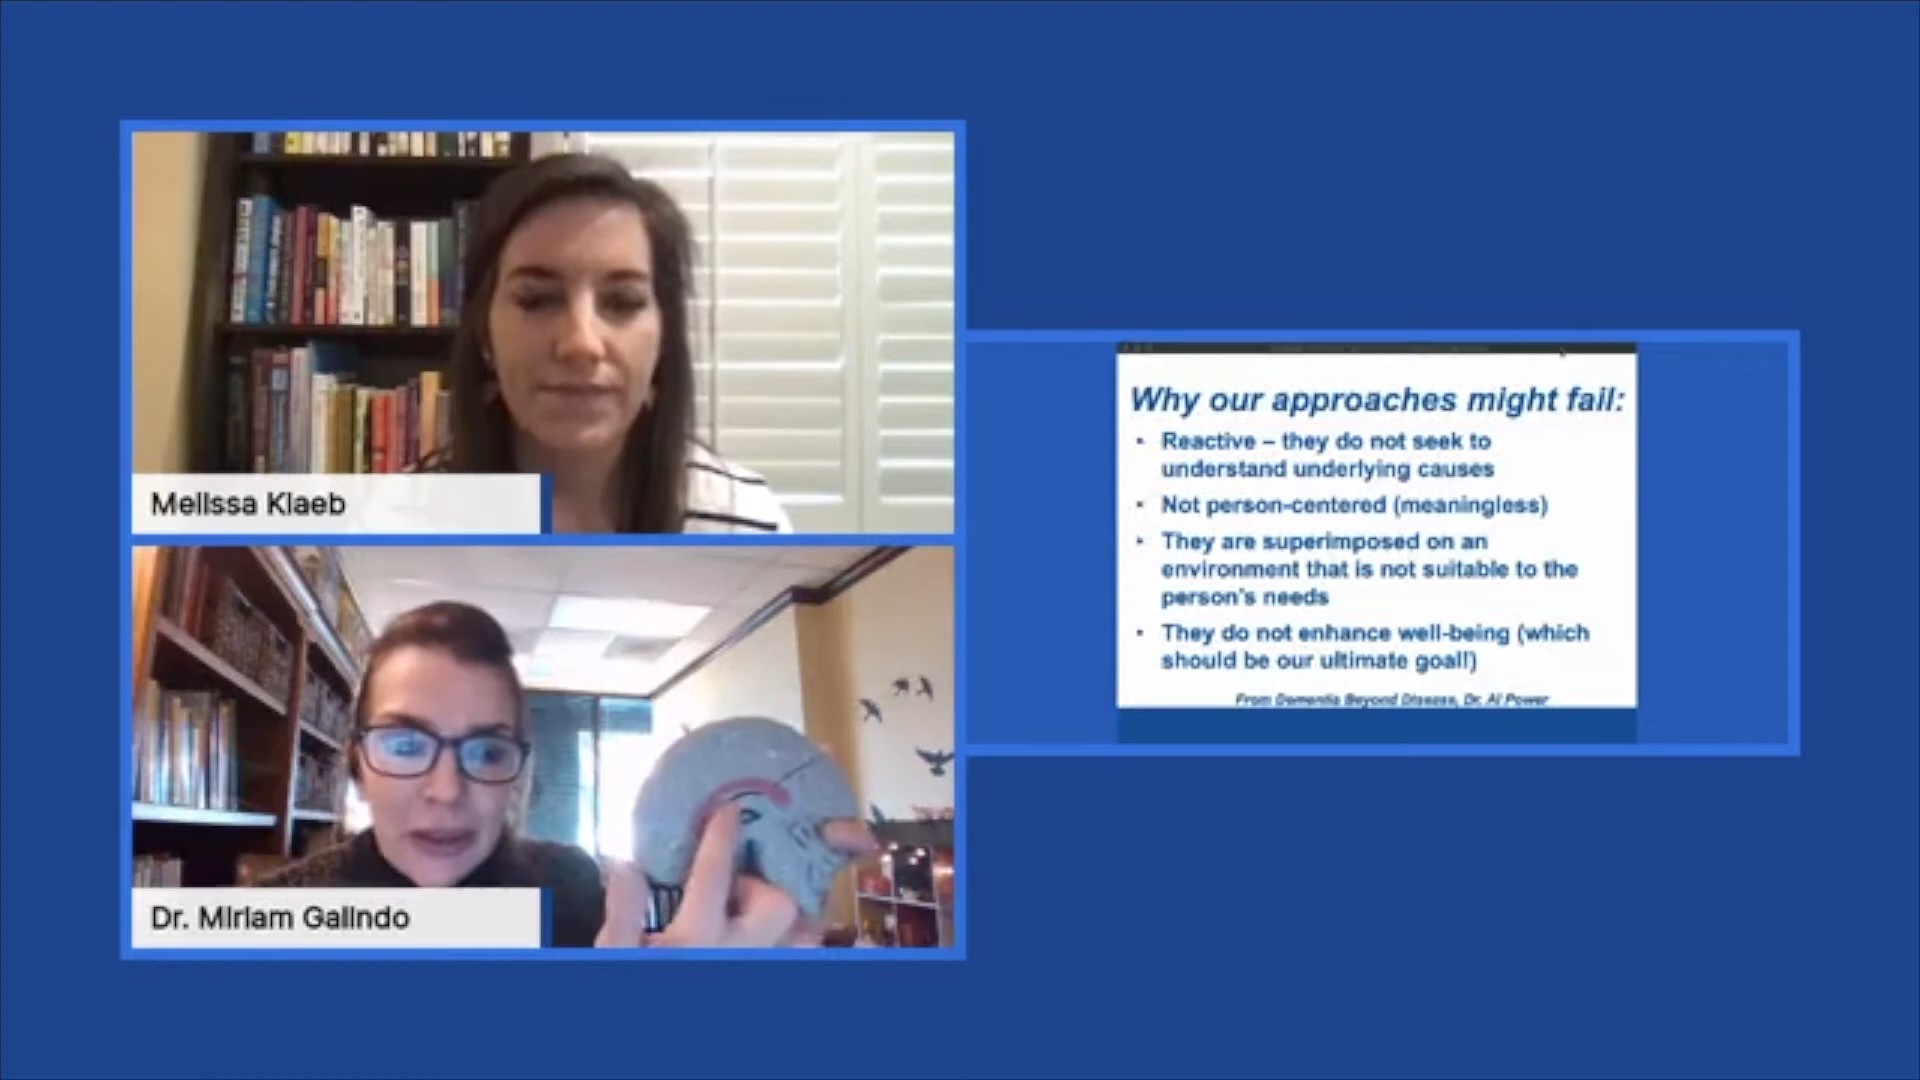 Melissa Klaeb
Dr. Miriam Galindo
Why our approaches might fail:
• Reactive – they do not seek to
understand underlying causes
• Not person-centered (meaningless)
• They are superimposed on an
environment that is not suitable to the
person's needs
• They do not enhance well-being (which
should be our ultimate goal!)
From Dementia Beyond Disease, Dr. Al Power